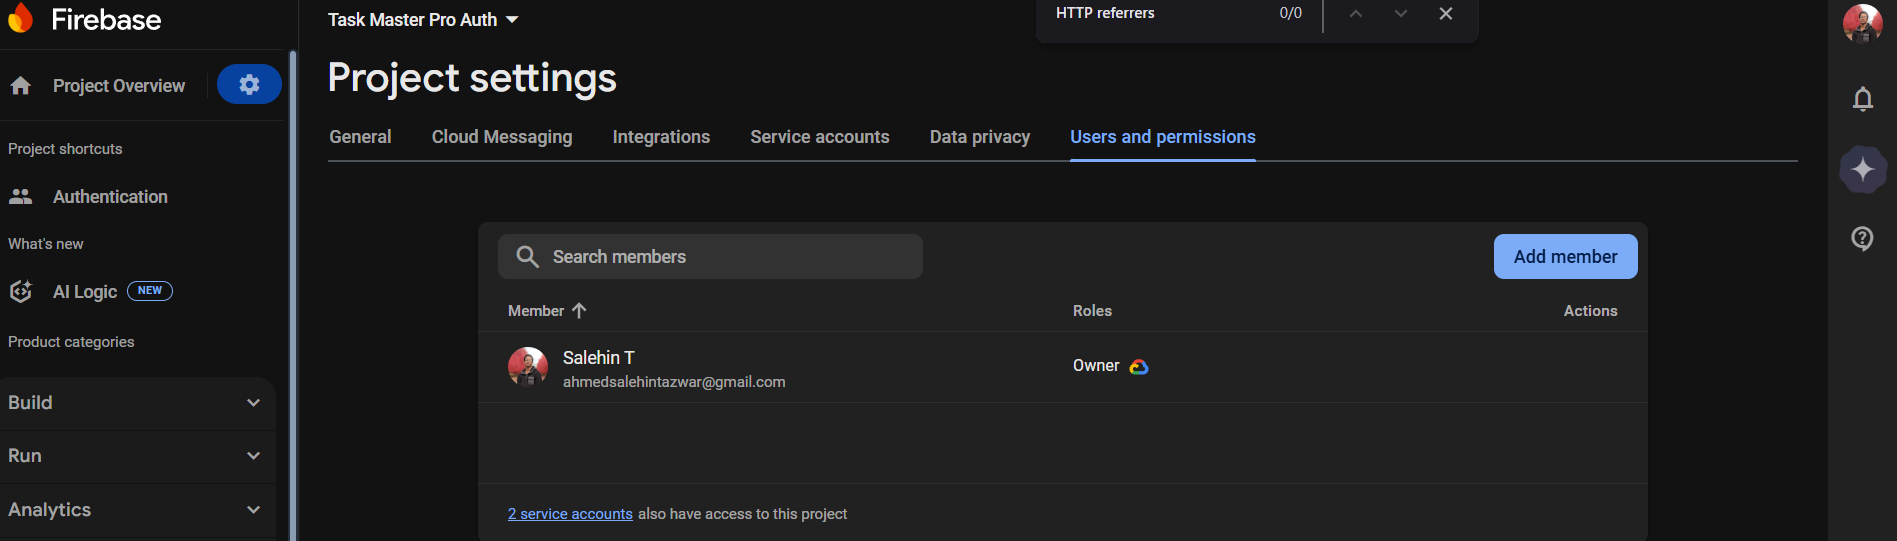 Firebase
Task Master Pro Auth
HTTP referrers 0/0
Project Overview
Project settings
General Cloud Messaging Integrations Service accounts Data privacy Users and permissions
Project shortcuts
Authentication
What's new
AI Logic NEW
Product categories
Build
Run
Analytics
Search members
Add member
Member Roles Actions
Salehin T
ahmedsalehintazwar@gmail.com
Owner
2 service accounts also have access to this project